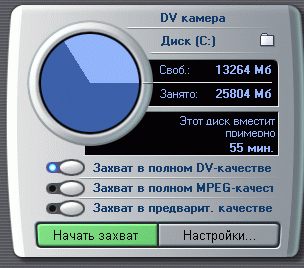 DV камера
Диск (C:)
Своб.: 13264 Мб
Занято: 25804 Мб
Этот диск вместит
примерно
55 мин.
Захват в полном DV-качестве
Захват в полном MPEG-качест
Захват в предварит. качестве
Начать захват
Настройки...